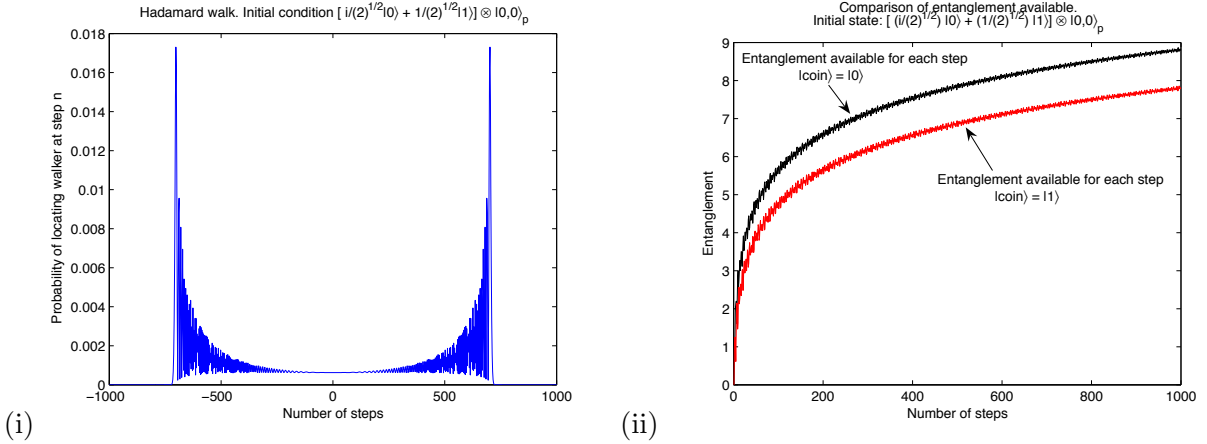 Hadamard walk. Initial condition [ i/(2)^{1/2}|0⟩ + 1/(2)^{1/2}|1⟩] ⊗ |0,0⟩_p
0.018
0.016
0.014
0.012
0.01
0.008
0.006
0.004
0.002
0
Probability of locating walker at step n
−1000
−500
0
500
1000
Number of steps
(i)
Comparison of entanglement available.
Initial state: [ (i/(2)^{1/2}) |0⟩ + (1/(2)^{1/2}) |1⟩] ⊗ |0,0⟩_p
9
8
7
6
5
4
3
2
1
0
Entanglement
Entanglement available for each step
|coin⟩ = |0⟩
Entanglement available for each step
|coin⟩ = |1⟩
0
200
400
600
800
1000
Number of steps
(ii)